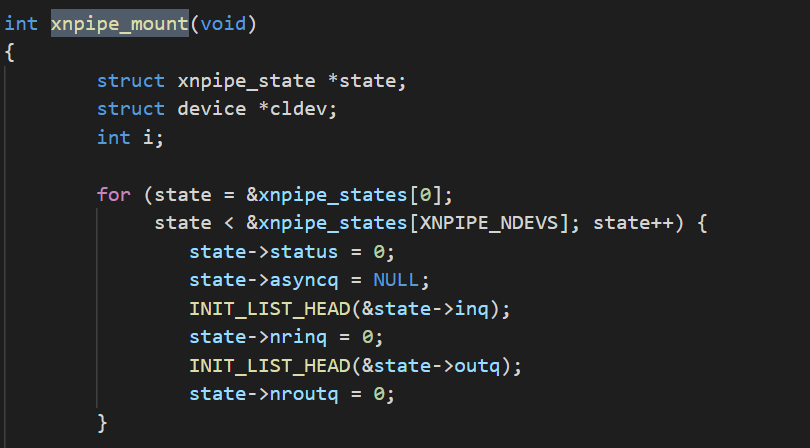 int xnpipe_mount(void)
{
struct xnpipe_state *state;
struct device *cldev;
int i;
for (state = &xnpipe_states[0];
state < &xnpipe_states[XNPIPE_NDEVS]; state++) {
state->status = 0;
state->asyncq = NULL;
INIT_LIST_HEAD(&state->inq);
state->nrinq = 0;
INIT_LIST_HEAD(&state->outq);
state->nroutq = 0;
}